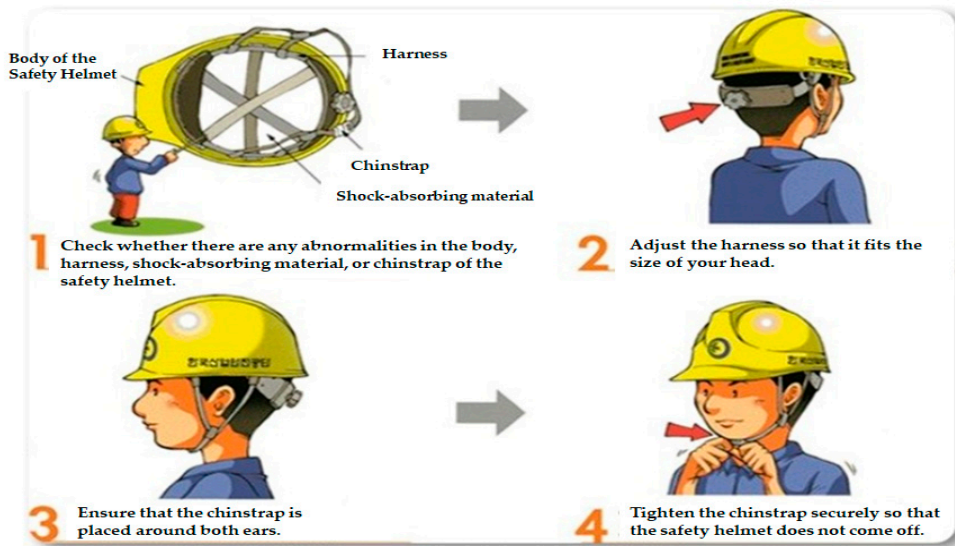 Body of the
Safety Helmet
Harness
Chinstrap
Shock-absorbing material
1 Check whether there are any abnormalities in the body,
harness, shock-absorbing material, or chinstrap of the
safety helmet.
2 Adjust the harness so that it fits the
size of your head.
3 Ensure that the chinstrap is
placed around both ears.
4 Tighten the chinstrap securely so that
the safety helmet does not come off.